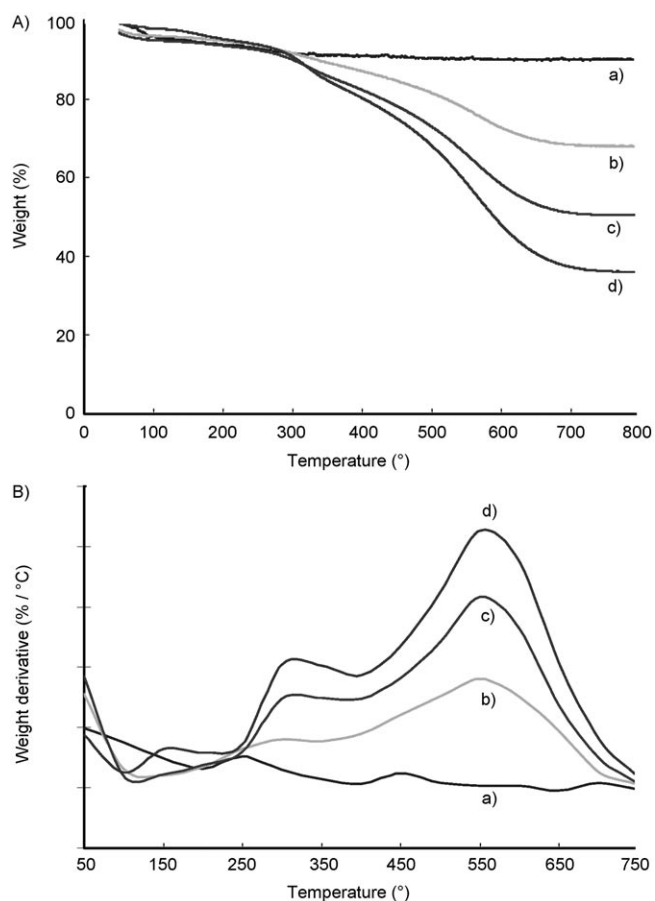 A)
100
80
60
40
20
0
Weight (%)
a)
b)
c)
d)
0 100 200 300 400 500 600 700 800
Temperature (°)
B)
Weight derivative (% / °C)
d)
c)
b)
a)
50 150 250 350 450 550 650 750
Temperature (°)